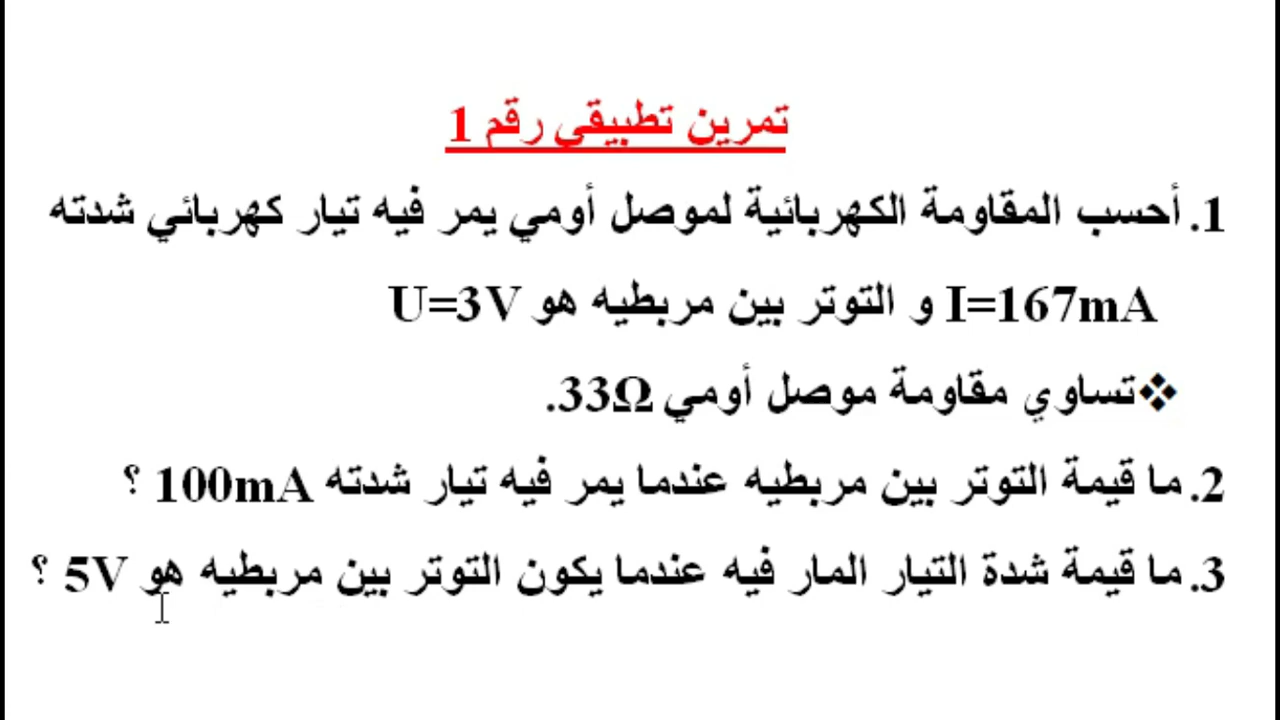 تمرين تطبيقي رقم 1
1. أحسب المقاومة الكهربائية لموصل أومي يمر فيه تيار كهربائي شدته
I=167mA و التوتر بين مربطيه هو U=3V
❖تساوي مقاومة موصل أومي 33Ω.
2. ما قيمة التوتر بين مربطيه عندما يمر فيه تيار شدته 100mA ؟
3. ما قيمة شدة التيار المار فيه عندما يكون التوتر بين مربطيه هو 5V ؟